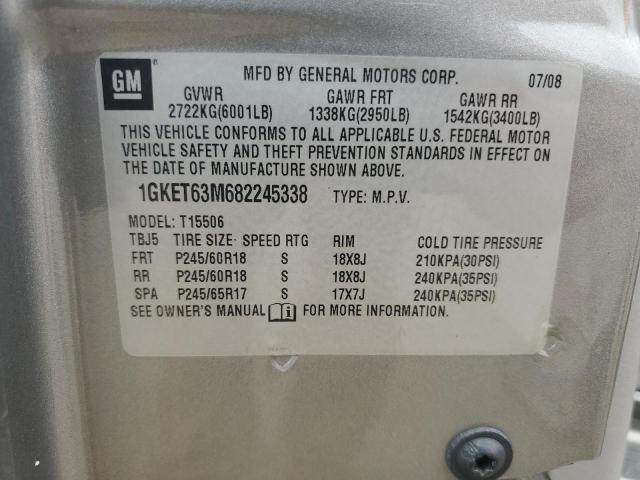 GM ® MFD BY GENERAL MOTORS CORP. 07/08
GVWR GAWR FRT GAWR RR
2722KG(6001LB) 1338KG(2950LB) 1542KG(3400LB)
THIS VEHICLE CONFORMS TO ALL APPLICABLE U.S. FEDERAL MOTOR
VEHICLE SAFETY AND THEFT PREVENTION STANDARDS IN EFFECT ON
THE DATE OF MANUFACTURE SHOWN ABOVE.
1GKET63M682245338 TYPE: M.P.V.
MODEL: T15506
TBJ5 TIRE SIZE SPEED RTG RIM COLD TIRE PRESSURE
FRT P245/60R18 S 18X8J 210KPA(30PSI)
RR P245/60R18 S 18X8J 240KPA(35PSI)
SPA P245/65R17 S 17X7J 240KPA(35PSI)
SEE OWNER'S MANUAL i FOR MORE INFORMATION.